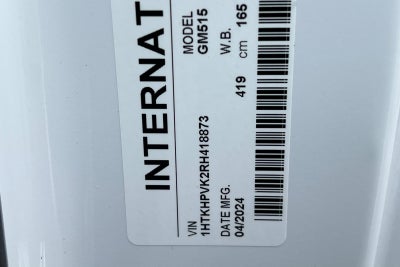 INTERNAT
MODEL
GM515
W.B. 165
419 cm
VIN
1HTKHPVK2RH418873
DATE MFG.
04/2024